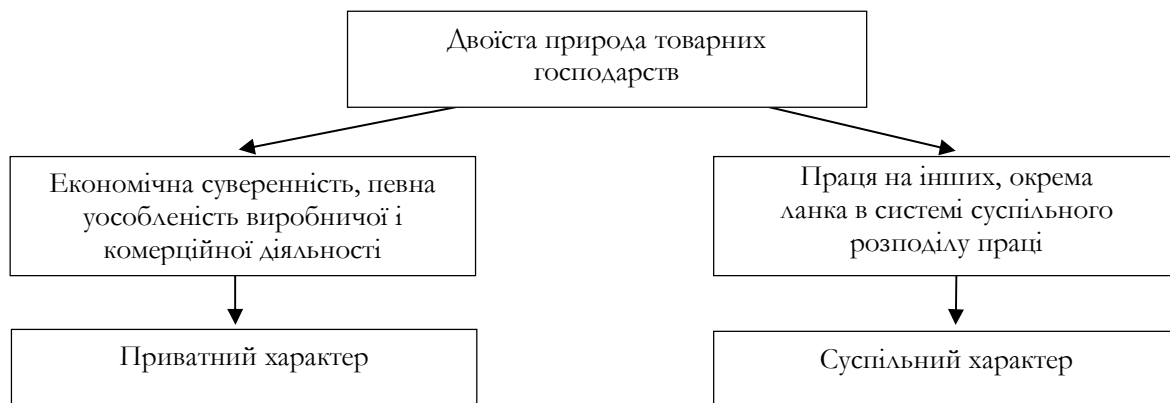 Двоїста природа товарних
господарств
Економічна суверенність, певна
уособленість виробничої і
комерційної діяльності
Праця на інших, окрема
ланка в системі суспільного
розподілу праці
Приватний характер
Суспільний характер